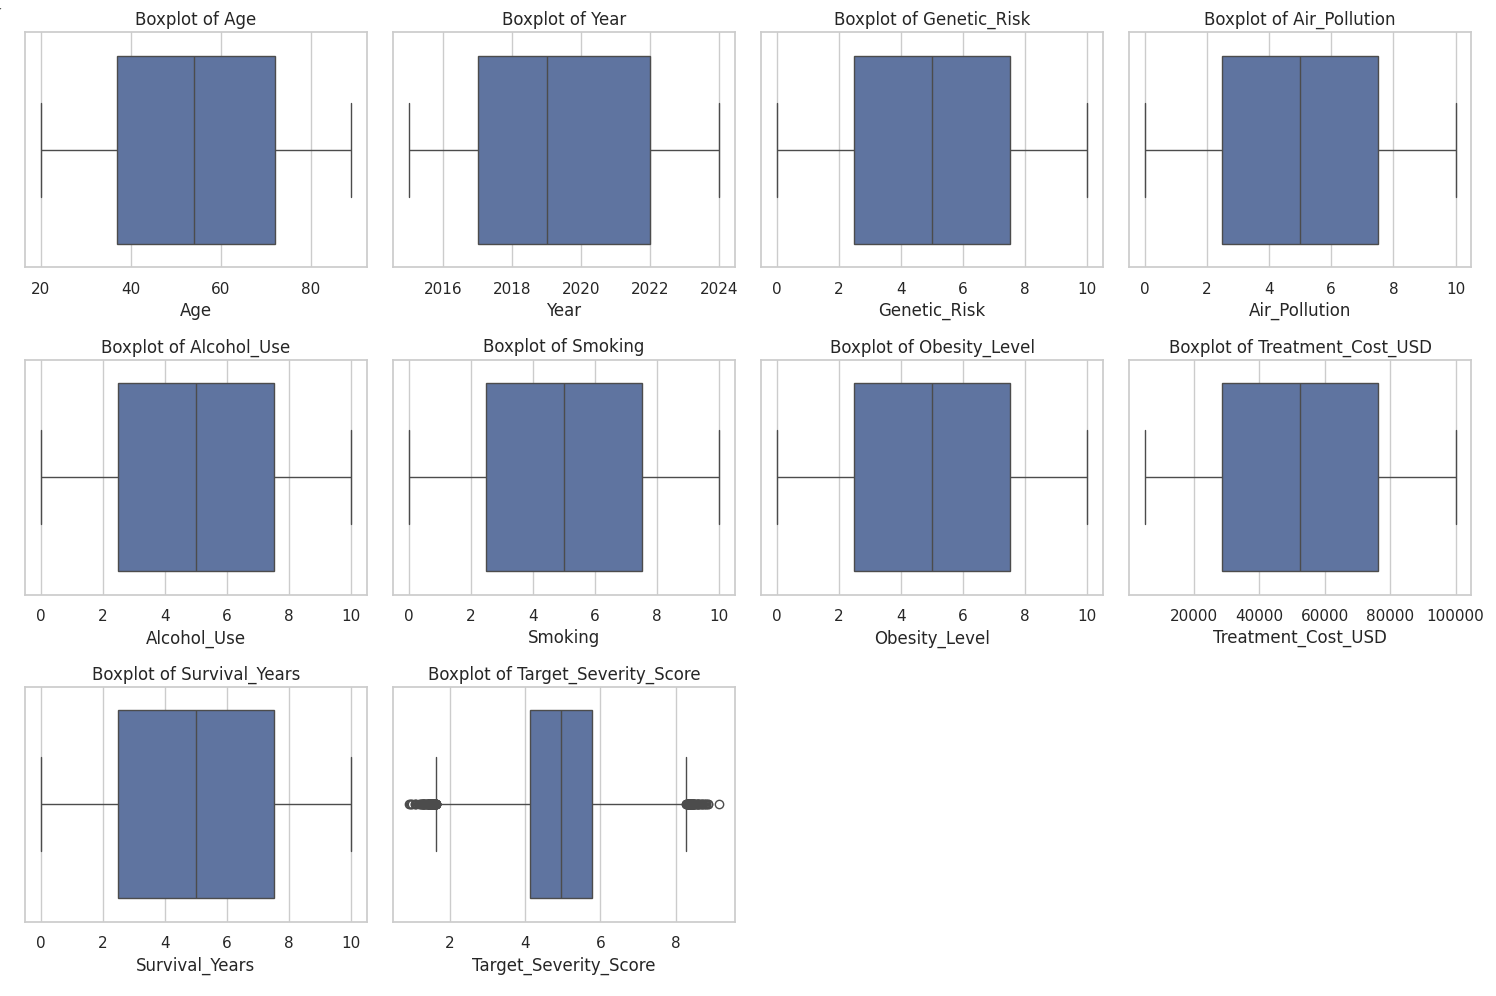 Boxplot of Age
Boxplot of Year
Boxplot of Genetic_Risk
Boxplot of Air_Pollution
20 40 60 80
2016 2018 2020 2022 2024
0 2 4 6 8 10
0 2 4 6 8 10
Age
Year
Genetic_Risk
Air_Pollution
Boxplot of Alcohol_Use
Boxplot of Smoking
Boxplot of Obesity_Level
Boxplot of Treatment_Cost_USD
0 2 4 6 8 10
0 2 4 6 8 10
0 2 4 6 8 10
20000 40000 60000 80000 100000
Alcohol_Use
Smoking
Obesity_Level
Treatment_Cost_USD
Boxplot of Survival_Years
Boxplot of Target_Severity_Score
0 2 4 6 8 10
2 4 6 8
Survival_Years
Target_Severity_Score